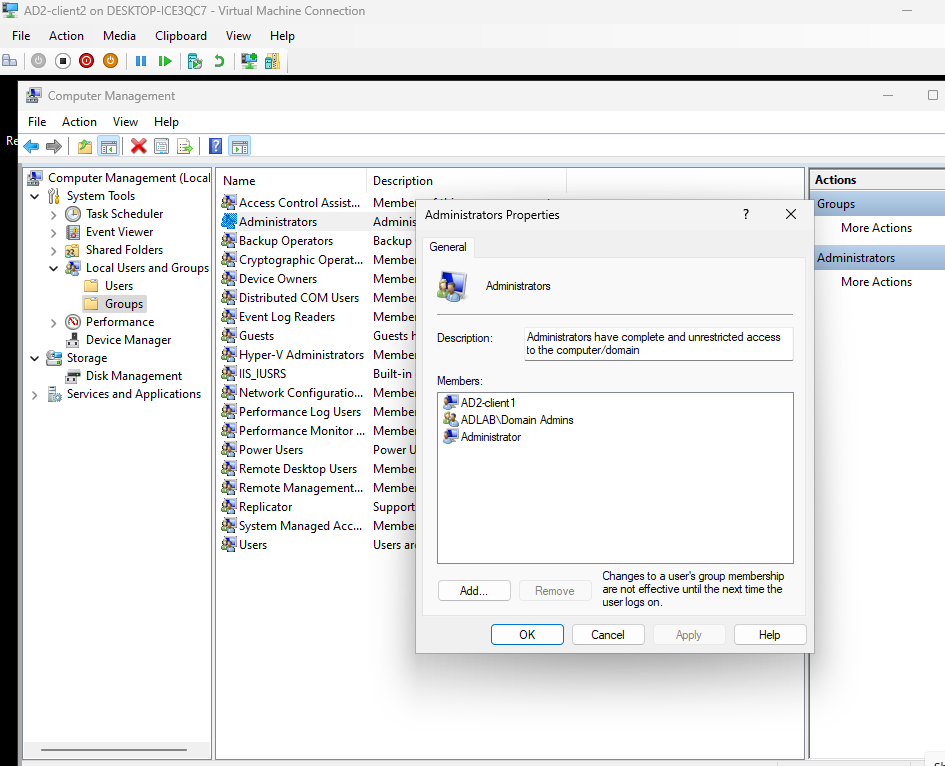 AD2-client2 on DESKTOP-ICE3QC7 - Virtual Machine Connection
File Action Media Clipboard View Help
Computer Management
File Action View Help
Re
Computer Management (Local
System Tools
Task Scheduler
Event Viewer
Shared Folders
Local Users and Groups
Users
Groups
Performance
Device Manager
Storage
Disk Management
Services and Applications
Name Description
Access Control Assist...
Administrators Adminis
Backup Operators Backup
Cryptographic Operat... Member
Device Owners Member
Distributed COM Users Member
Event Log Readers Member
Guests Guests h
Hyper-V Administrators Member
IIS_IUSRS Built-in
Network Configuratio... Member
Performance Log Users Member
Performance Monitor ... Member
Power Users Power U
Remote Desktop Users Member
Remote Management... Member
Replicator Support
System Managed Acc... Member
Users Users are
Administrators Properties
General
Administrators
Description:
Administrators have complete and unrestricted access
to the computer/domain
Members:
AD2-client1
ADLAB\Domain Admins
Administrator
Add...
Remove
Changes to a user's group membership
are not effective until the next time the
user logs on.
OK Cancel Apply Help
Actions
Groups
More Actions
Administrators
More Actions